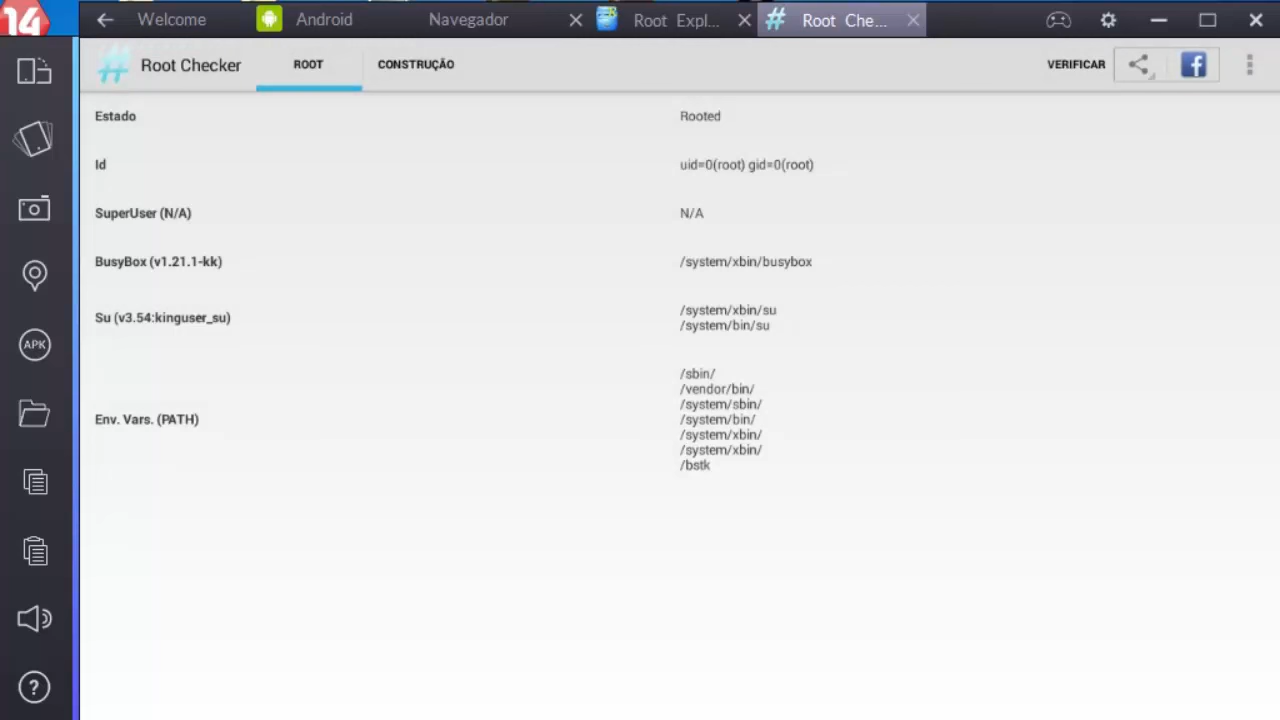 14
Welcome
Android
Navegador
Root Expl...
Root Che...
Root Checker
ROOT
CONSTRUÇÃO
VERIFICAR
Estado
Rooted
Id
uid=0(root) gid=0(root)
SuperUser (N/A)
N/A
BusyBox (v1.21.1-kk)
/system/xbin/busybox
Su (v3.54:kinguser_su)
/system/xbin/su
/system/bin/su
Env. Vars. (PATH)
/sbin/
/vendor/bin/
/system/sbin/
/system/bin/
/system/xbin/
/system/xbin/
/bstk
APK